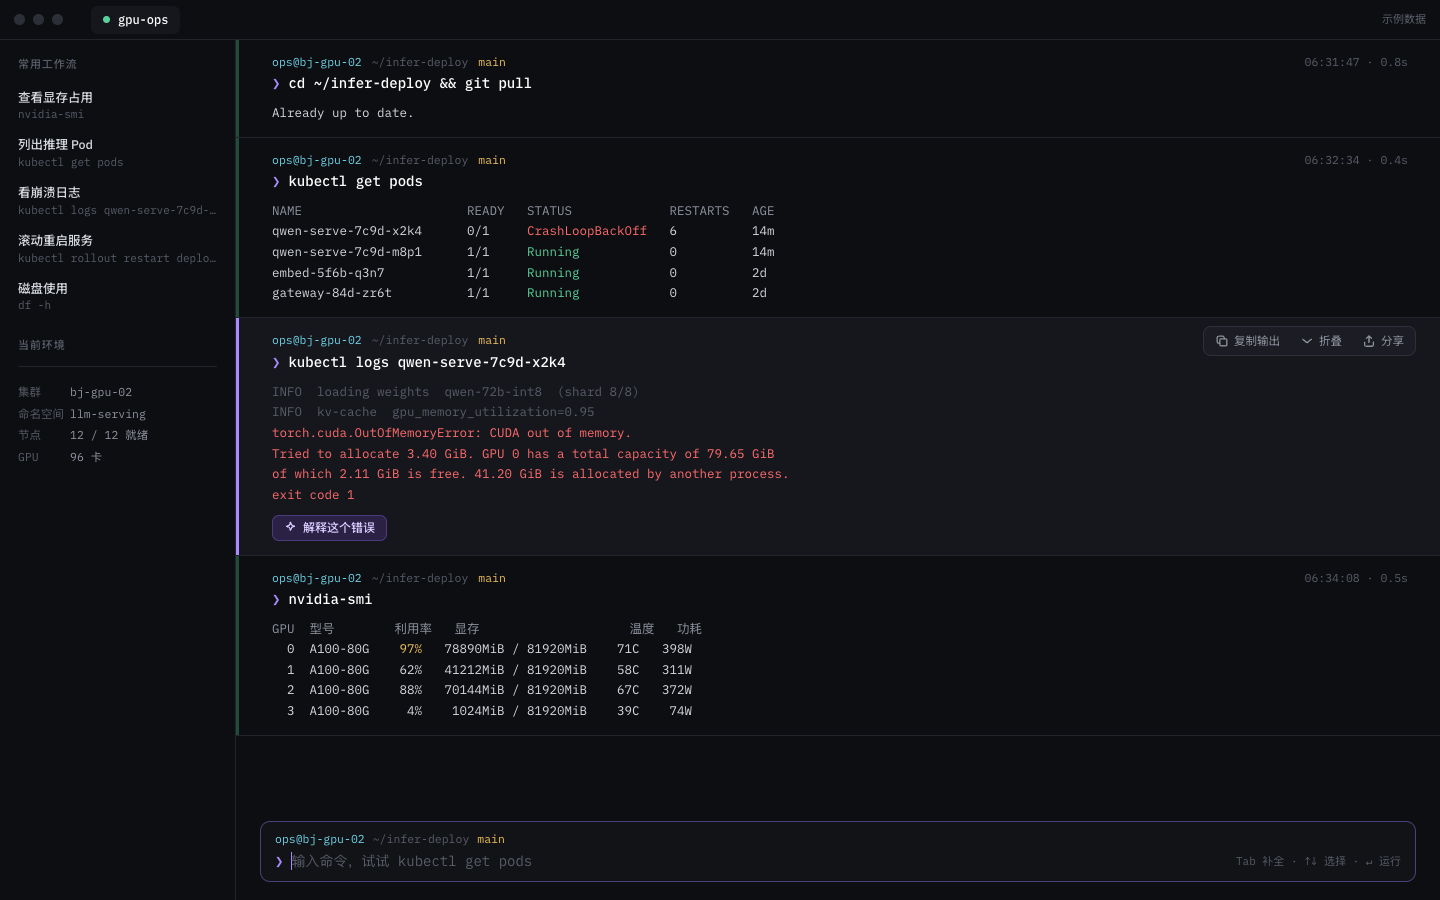 gpu-ops
示例数据
常用工作流
查看显存占用
nvidia-smi
列出推理 Pod
kubectl get pods
看崩溃日志
kubectl logs qwen-serve-7c9d-…
滚动重启服务
kubectl rollout restart deplo…
磁盘使用
df -h
当前环境
集群 bj-gpu-02
命名空间 llm-serving
节点 12 / 12 就绪
GPU 96 卡
ops@bj-gpu-02 ~/infer-deploy main 06:31:47 · 0.8s
❯ cd ~/infer-deploy && git pull
Already up to date.
ops@bj-gpu-02 ~/infer-deploy main 06:32:34 · 0.4s
❯ kubectl get pods
NAME READY STATUS RESTARTS AGE
qwen-serve-7c9d-x2k4 0/1 CrashLoopBackOff 6 14m
qwen-serve-7c9d-m8p1 1/1 Running 0 14m
embed-5f6b-q3n7 1/1 Running 0 2d
gateway-84d-zr6t 1/1 Running 0 2d
ops@bj-gpu-02 ~/infer-deploy main 复制输出 折叠 分享
❯ kubectl logs qwen-serve-7c9d-x2k4
INFO loading weights qwen-72b-int8 (shard 8/8)
INFO kv-cache gpu_memory_utilization=0.95
torch.cuda.OutOfMemoryError: CUDA out of memory.
Tried to allocate 3.40 GiB. GPU 0 has a total capacity of 79.65 GiB
of which 2.11 GiB is free. 41.20 GiB is allocated by another process.
exit code 1
解释这个错误
ops@bj-gpu-02 ~/infer-deploy main 06:34:08 · 0.5s
❯ nvidia-smi
GPU 型号 利用率 显存 温度 功耗
0 A100-80G 97% 78890MiB / 81920MiB 71C 398W
1 A100-80G 62% 41212MiB / 81920MiB 58C 311W
2 A100-80G 88% 70144MiB / 81920MiB 67C 372W
3 A100-80G 4% 1024MiB / 81920MiB 39C 74W
ops@bj-gpu-02 ~/infer-deploy main
❯ 输入命令，试试 kubectl get pods Tab 补全 · ↑↓ 选择 · ↵ 运行